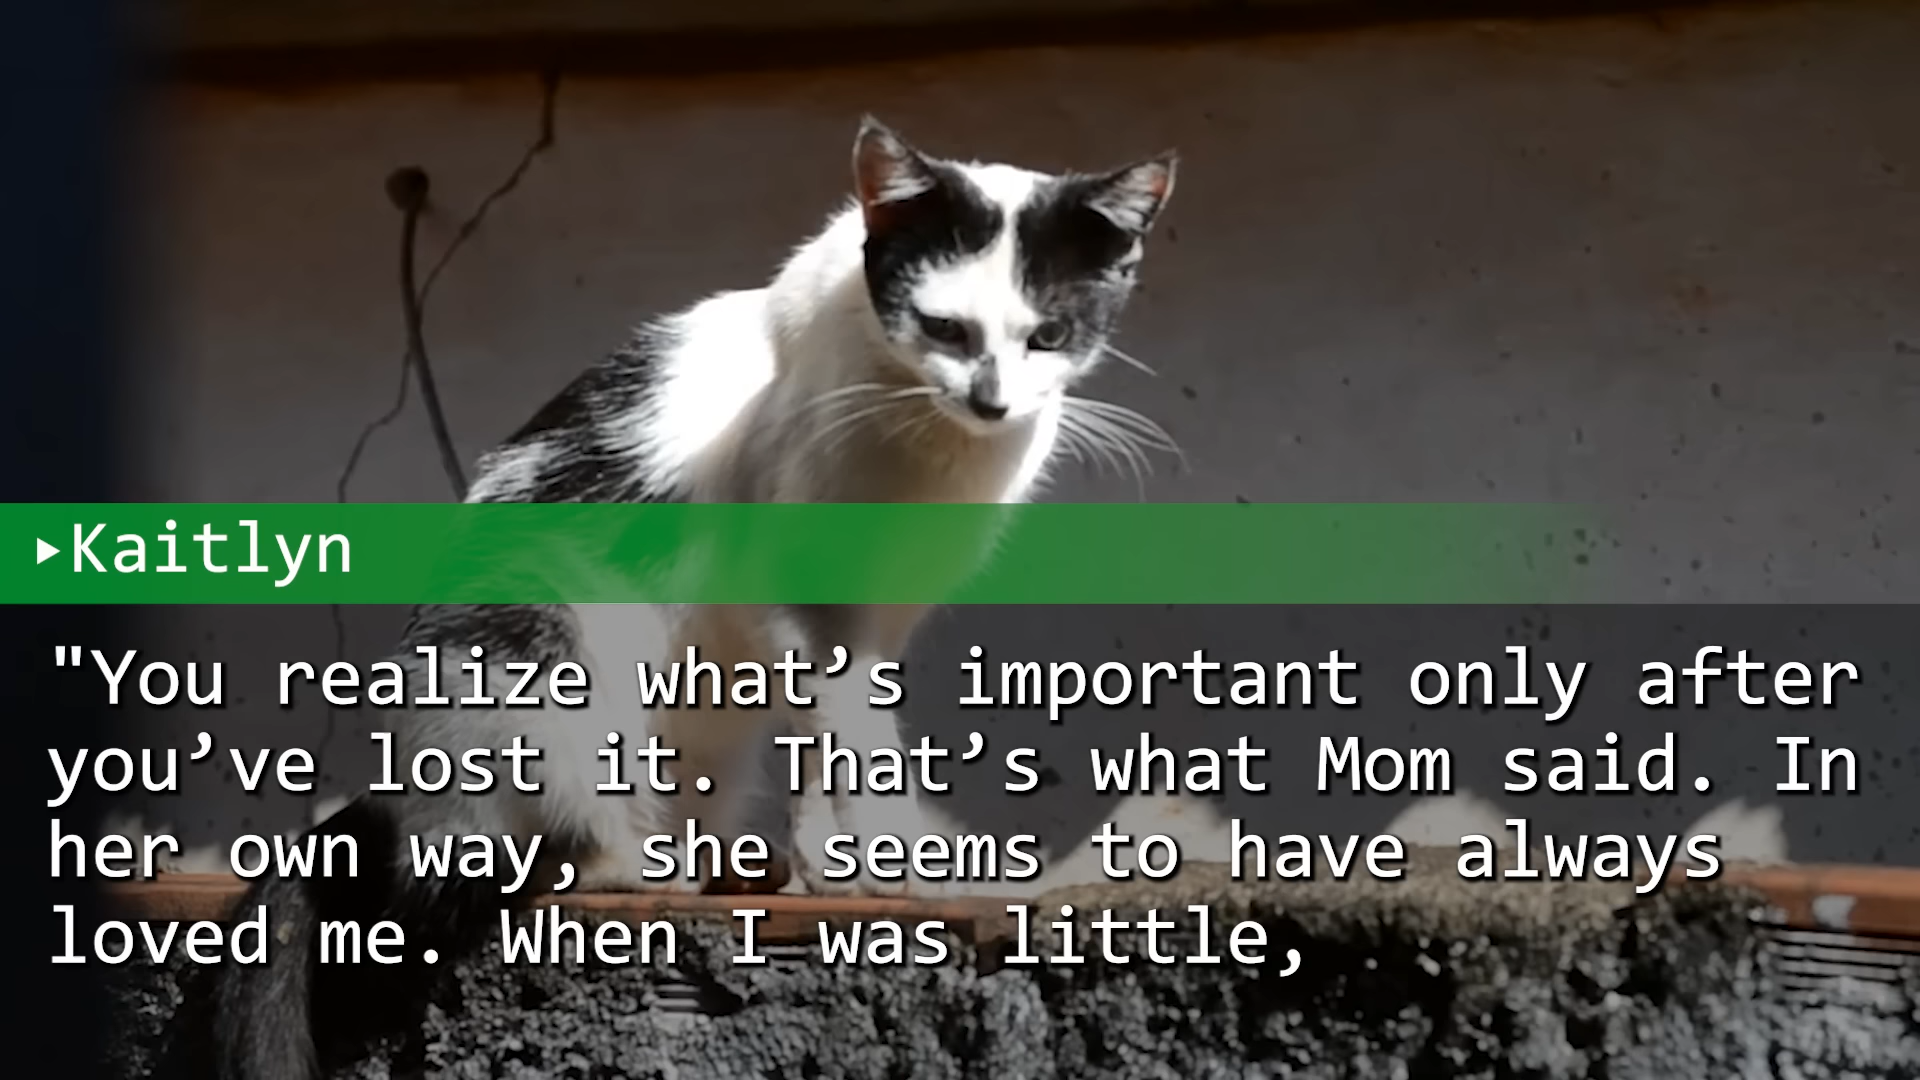 ▶Kaitlyn
"You realize what’s important only after
you’ve lost it. That’s what Mom said. In
her own way, she seems to have always
loved me. When I was little,